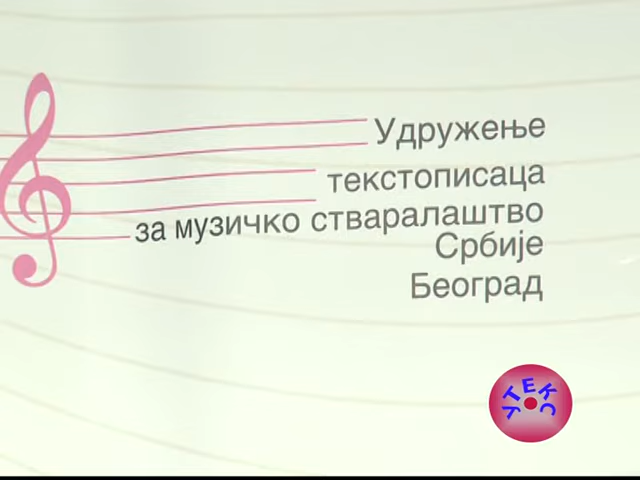 Удружење
текстописаца
за музичко стваралаштво
Србије
Београд
УТЕКС